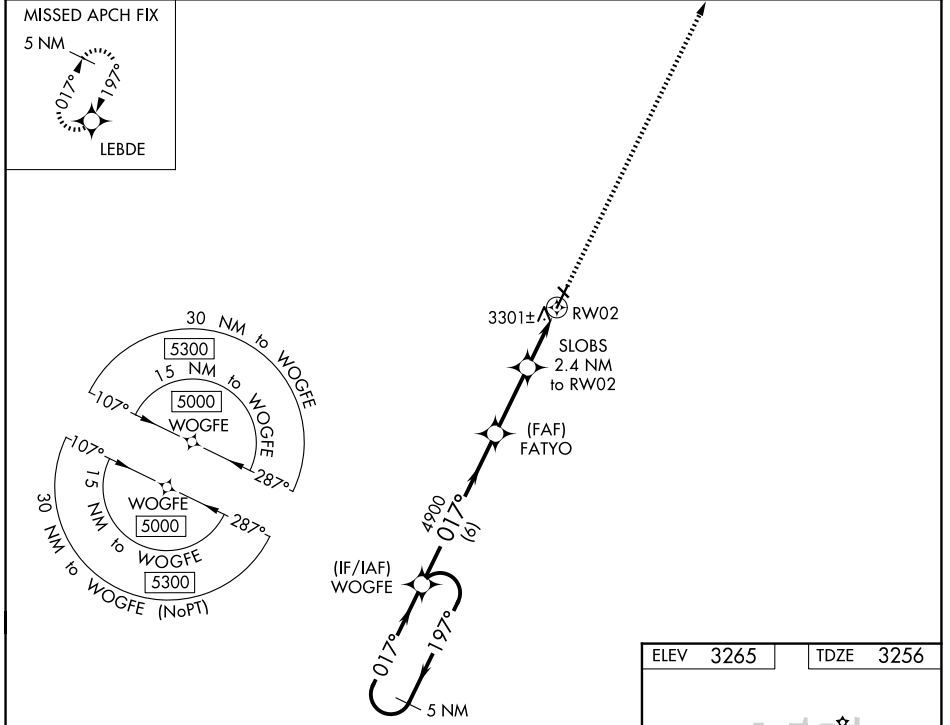 MISSED APCH FIX
5 NM
017°
197°
LEBDE
3301±
RW02
SLOBS
2.4 NM
to RW02
(FAF)
FATYO
30 NM to WOGFE
5300
15 NM to WOGFE
5000
WOGFE
107°
287°
107°
287°
WOGFE
5000
15 NM to WOGFE
5300
30 NM to WOGFE (NoPT)
4900
017°
(6)
(IF/IAF)
WOGFE
017°
197°
5 NM
ELEV 3265
TDZE 3256